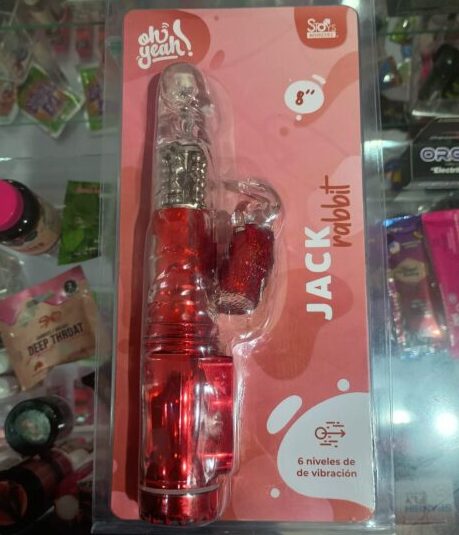 oh yeah!
8"
JACK
rabbit
6 niveles de
de vibración
DEEP THROAT